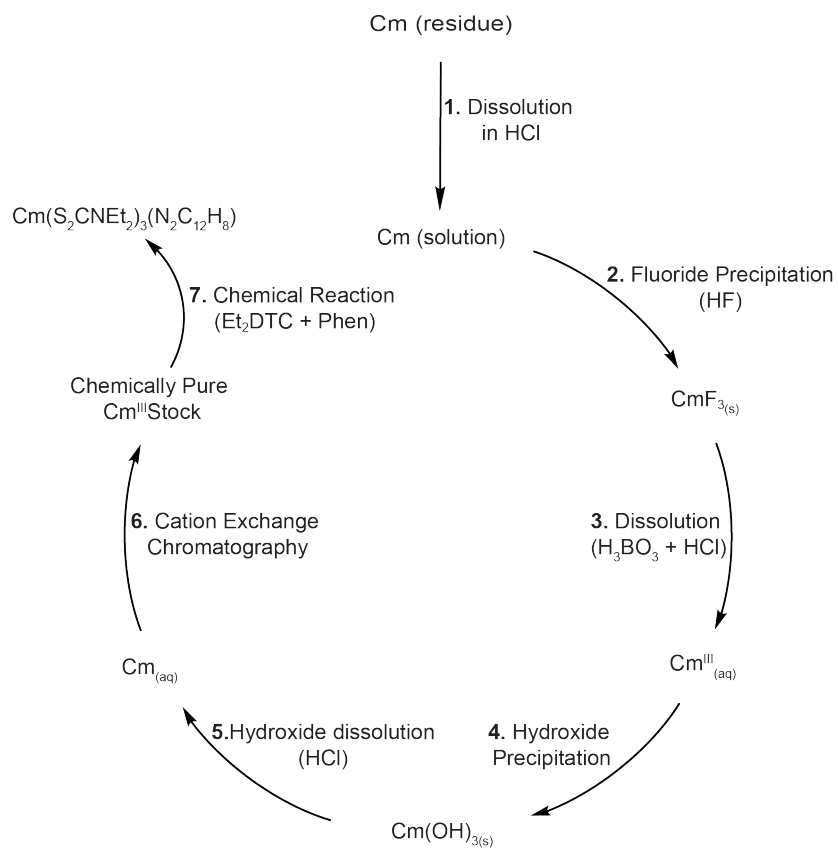 Cm (residue)
1. Dissolution
in HCl
Cm (solution)
2. Fluoride Precipitation
(HF)
CmF₃₍ₛ₎
3. Dissolution
(H₃BO₃ + HCl)
Cmᴵᴵᴵ(aq)
4. Hydroxide
Precipitation
Cm(OH)₃₍ₛ₎
5.Hydroxide dissolution
(HCl)
Cm(aq)
6. Cation Exchange
Chromatography
Chemically Pure
CmᴵᴵᴵStock
7. Chemical Reaction
(Et₂DTC + Phen)
Cm(S₂CNEt₂)₃(N₂C₁₂H₈)